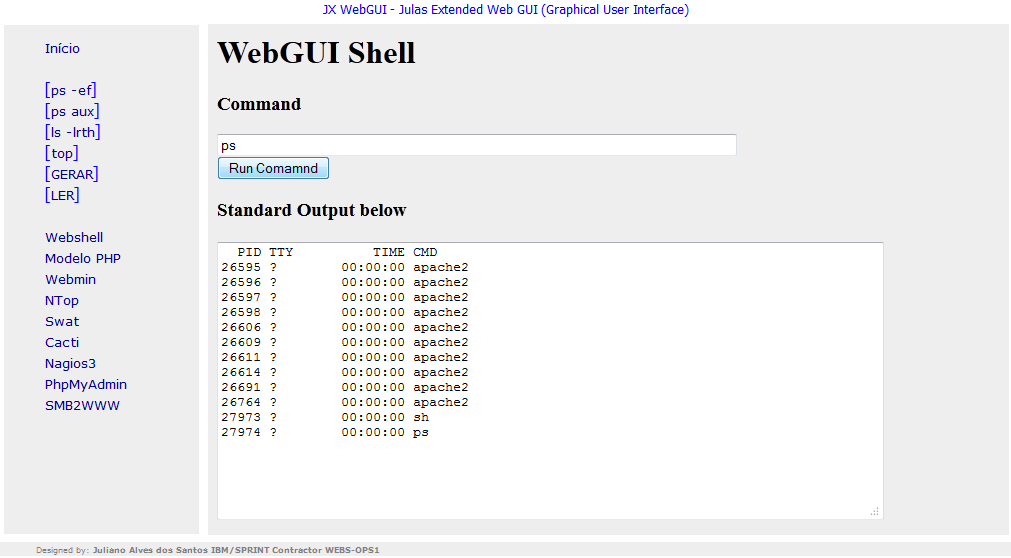 JX WebGUI - Julas Extended Web GUI (Graphical User Interface)
Início
[ps -ef]
[ps aux]
[ls -lrth]
[top]
[GERAR]
[LER]
Webshell
Modelo PHP
Webmin
NTop
Swat
Cacti
Nagios3
PhpMyAdmin
SMB2WWW
WebGUI Shell
Command
ps
Run Comamnd
Standard Output below
  PID TTY          TIME CMD
26595 ?        00:00:00 apache2
26596 ?        00:00:00 apache2
26597 ?        00:00:00 apache2
26598 ?        00:00:00 apache2
26606 ?        00:00:00 apache2
26609 ?        00:00:00 apache2
26611 ?        00:00:00 apache2
26614 ?        00:00:00 apache2
26691 ?        00:00:00 apache2
26764 ?        00:00:00 apache2
27973 ?        00:00:00 sh
27974 ?        00:00:00 ps
Designed by: Juliano Alves dos Santos IBM/SPRINT Contractor WEBS-OPS1